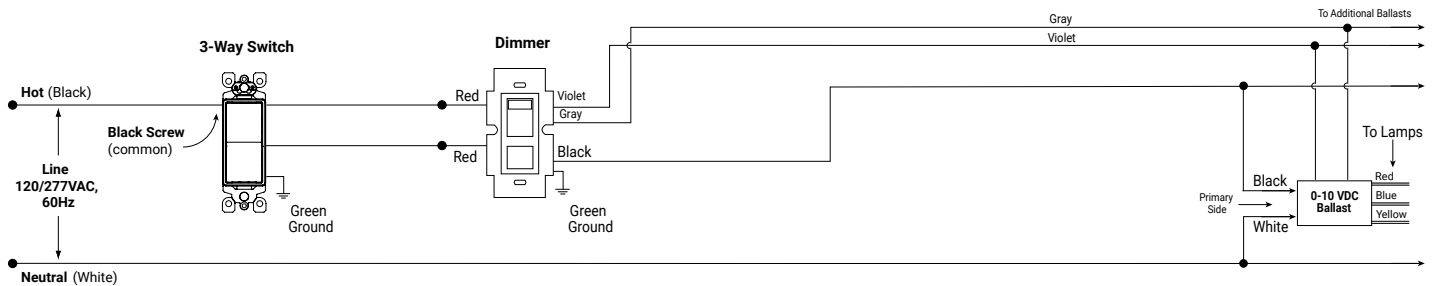 To Additional Ballasts
Gray
Violet
3-Way Switch
Dimmer
Hot (Black)
Red
Violet
Gray
Black Screw
(common)
Red
Black
To Lamps
Line
120/277VAC,
60Hz
Green
Ground
Green
Ground
Primary
Side
Black
White
0-10 VDC
Ballast
Red
Blue
Yellow
Neutral (White)